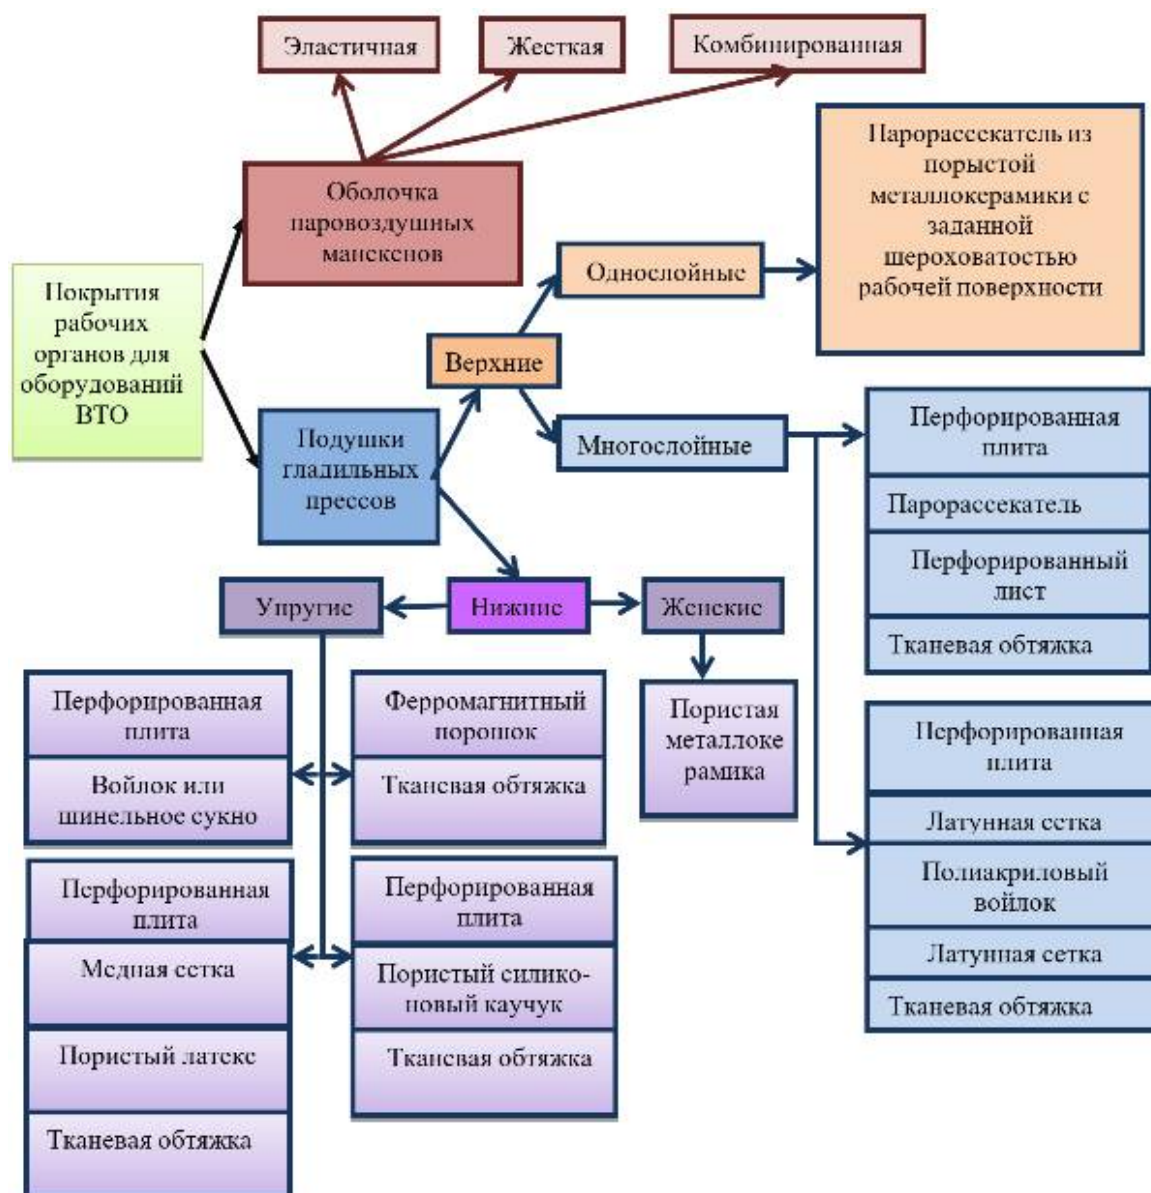 Эластичная
Жесткая
Комбинированная
Оболочка
паровоздушных
манекенов
Парорассекатель из
порыстой
металлокерамики с
заданной
шероховатостью
рабочей поверхности
Покрытия
рабочих
органов для
оборудований
ВТО
Однослойные
Верхние
Подушки
гладильных
прессов
Многослойные
Перфорированная
плита
Парорассекатель
Перфорированный
лист
Тканевая обтяжка
Упругие
Нижние
Женские
Перфорированная
плита
Войлок или
шинельное сукно
Ферромагнитный
порошок
Тканевая обтяжка
Пористая
металлоке
рамика
Перфорированная
плита
Латунная сетка
Полиакриловый
войлок
Латунная сетка
Тканевая обтяжка
Перфорированная
плита
Медная сетка
Пористый латекс
Тканевая обтяжка
Перфорированная
плита
Пористый силико-
новый каучук
Тканевая обтяжка